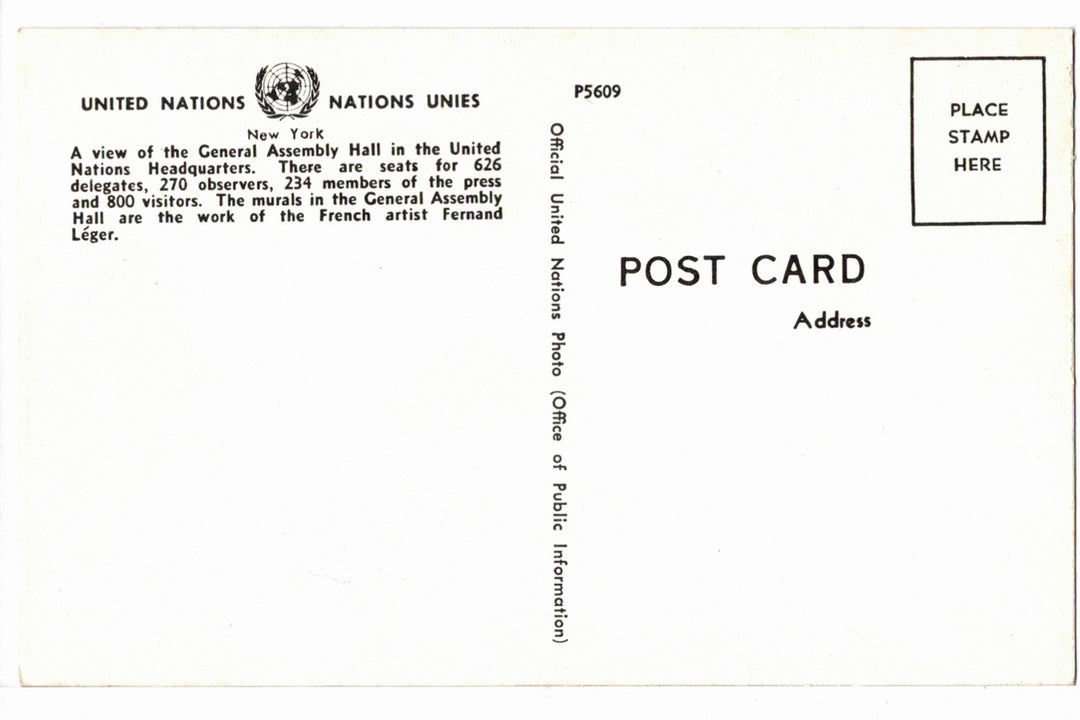 UNITED NATIONS NATIONS UNIES
New York
A view of the General Assembly Hall in the United
Nations Headquarters. There are seats for 626
delegates, 270 observers, 234 members of the press
and 800 visitors. The murals in the General Assembly
Hall are the work of the French artist Fernand
Léger.
P5609
Official United Nations Photo (Office of Public Information)
PLACE
STAMP
HERE
POST CARD
Address